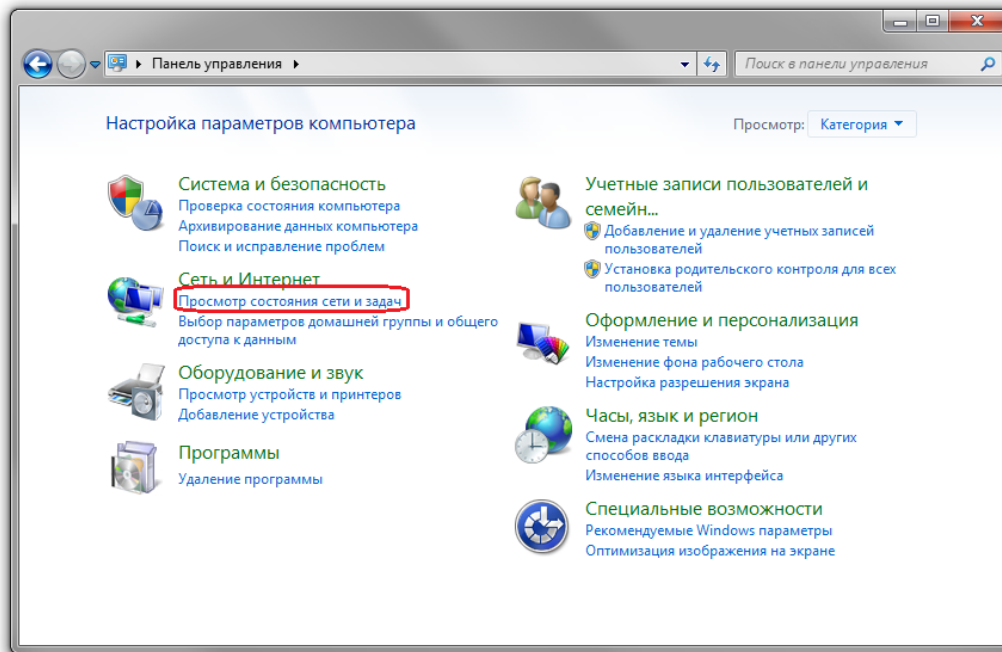 Панель управления
Поиск в панели управления
Настройка параметров компьютера
Просмотр: Категория
Система и безопасность
Проверка состояния компьютера
Архивирование данных компьютера
Поиск и исправление проблем
Сеть и Интернет
Просмотр состояния сети и задач
Выбор параметров домашней группы и общего
доступа к данным
Оборудование и звук
Просмотр устройств и принтеров
Добавление устройства
Программы
Удаление программы
Учетные записи пользователей и
семейн...
Добавление и удаление учетных записей
пользователей
Установка родительского контроля для всех
пользователей
Оформление и персонализация
Изменение темы
Изменение фона рабочего стола
Настройка разрешения экрана
Часы, язык и регион
Смена раскладки клавиатуры или других
способов ввода
Изменение языка интерфейса
Специальные возможности
Рекомендуемые Windows параметры
Оптимизация изображения на экране